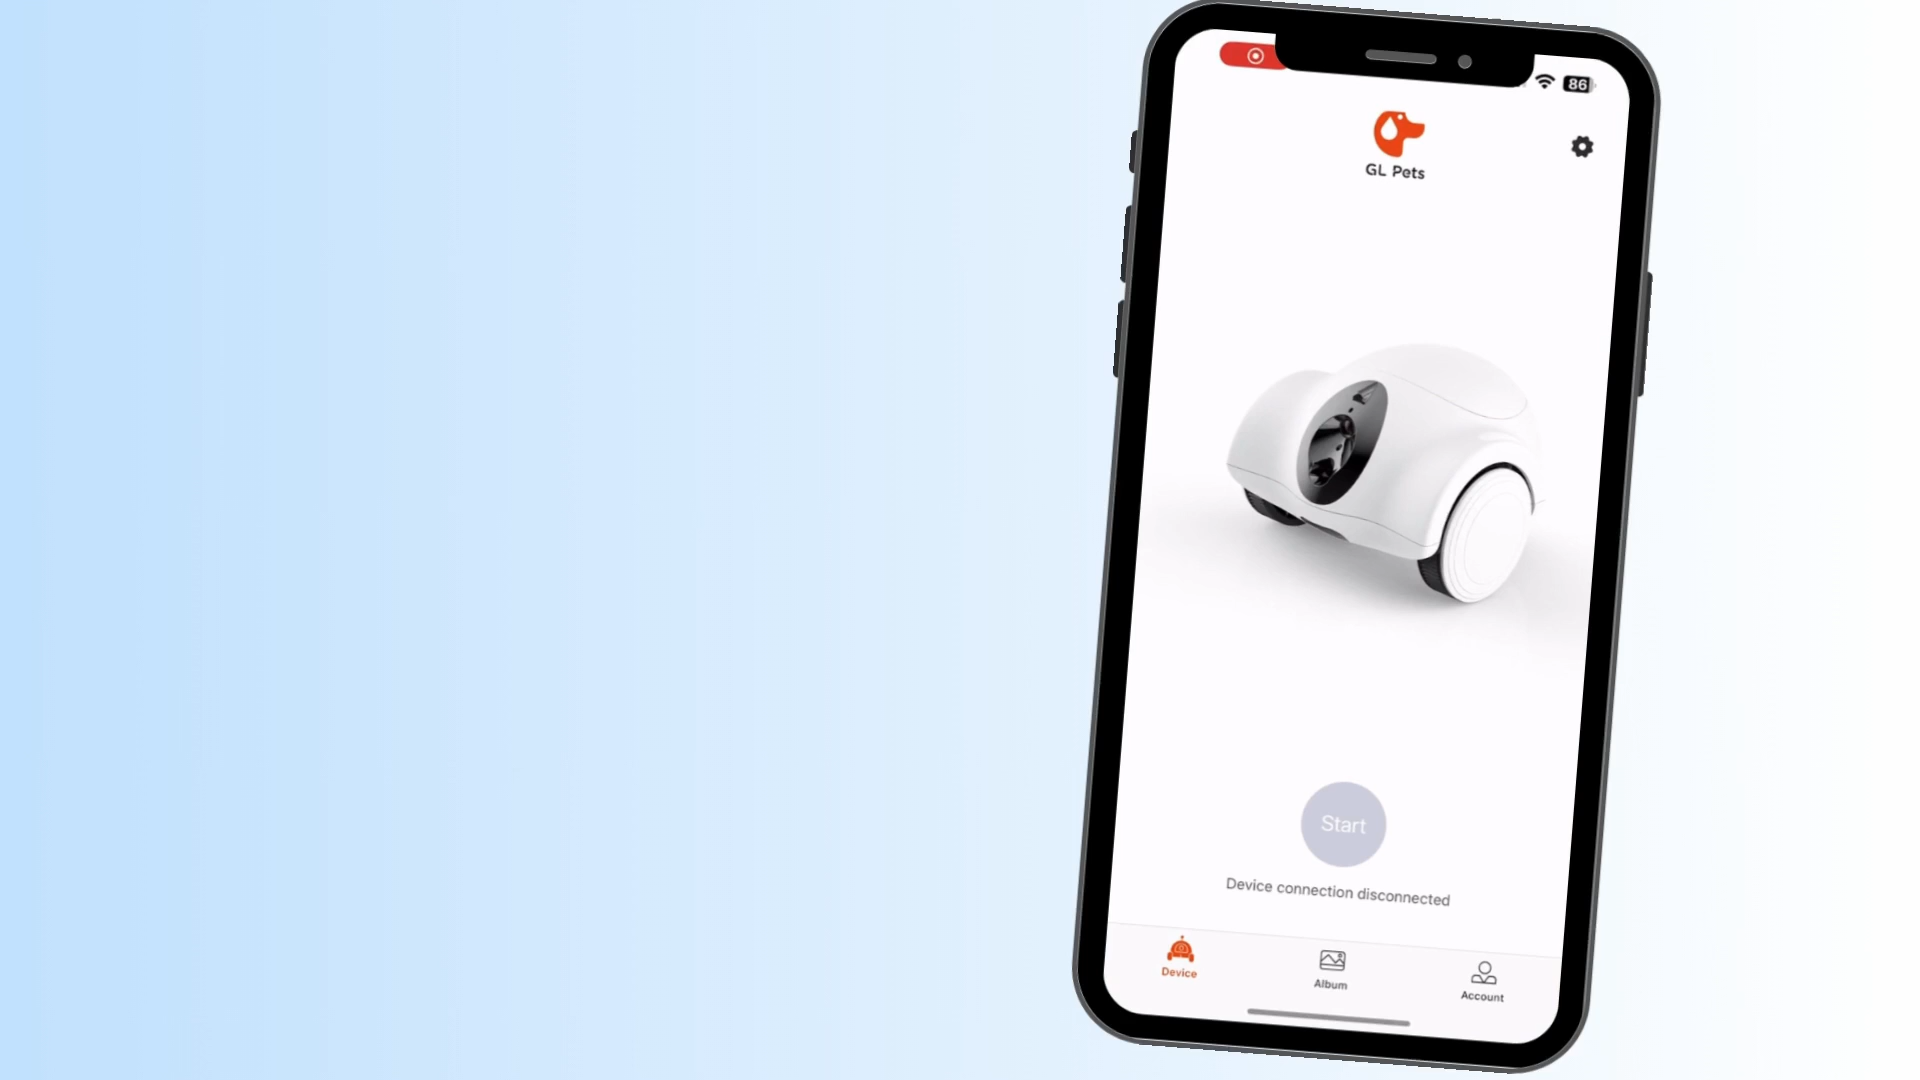 86
GL Pets
Start
Device connection disconnected
Device
Album
Account